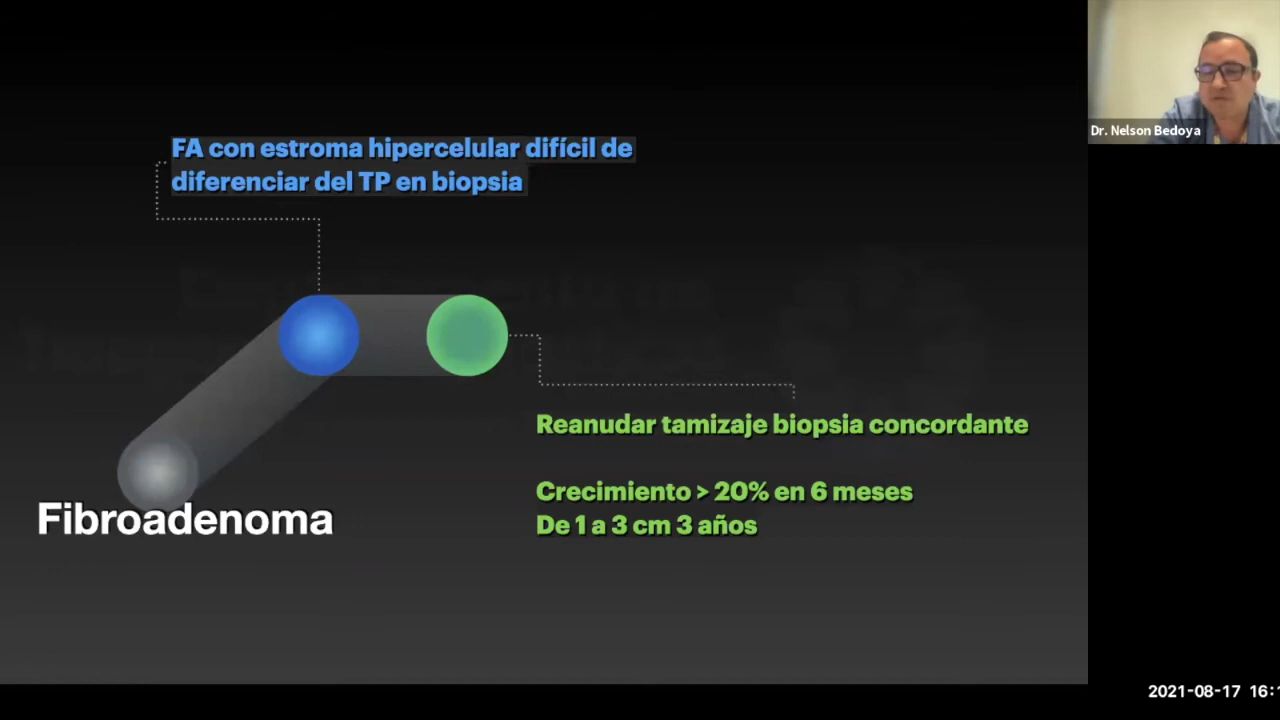 Dr. Nelson Bedoya
FA con estroma hipercelular difícil de
diferenciar del TP en biopsia
Reanudar tamizaje biopsia concordante
Crecimiento > 20% en 6 meses
De 1 a 3 cm 3 años
Fibroadenoma
2021-08-17 16: